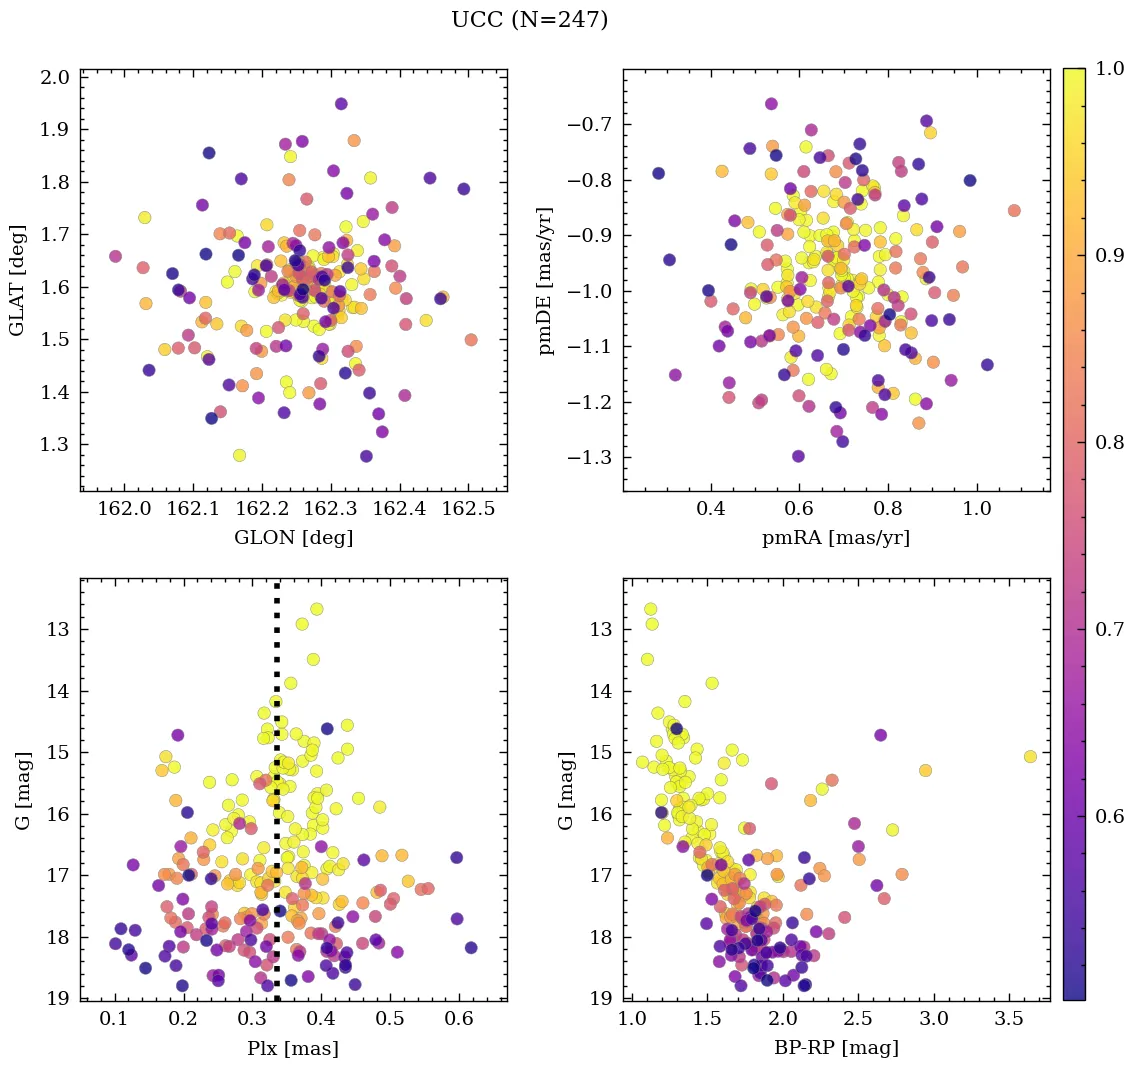 UCC (N=247)
2.0
1.9
1.8
1.7
1.6
1.5
1.4
1.3
GLAT [deg]
162.0 162.1 162.2 162.3 162.4 162.5
GLON [deg]
−0.7
−0.8
−0.9
−1.0
−1.1
−1.2
−1.3
pmDE [mas/yr]
0.4 0.6 0.8 1.0
pmRA [mas/yr]
1.0
0.9
0.8
0.7
0.6
13
14
15
16
17
18
19
G [mag]
0.1 0.2 0.3 0.4 0.5 0.6
Plx [mas]
13
14
15
16
17
18
19
G [mag]
1.0 1.5 2.0 2.5 3.0 3.5
BP-RP [mag]